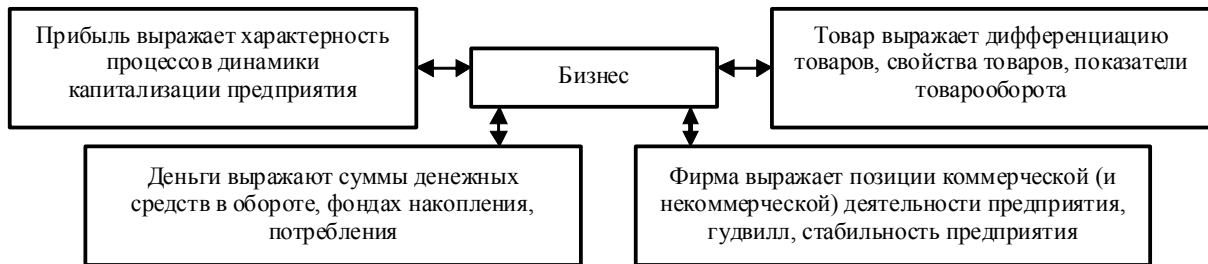 Прибыль выражает характерность
процессов динамики
капитализации предприятия
Бизнес
Товар выражает дифференциацию
товаров, свойства товаров, показатели
товарооборота
Деньги выражают суммы денежных
средств в обороте, фондах накопления,
потребления
Фирма выражает позиции коммерческой (и
некоммерческой) деятельности предприятия,
гудвилл, стабильность предприятия